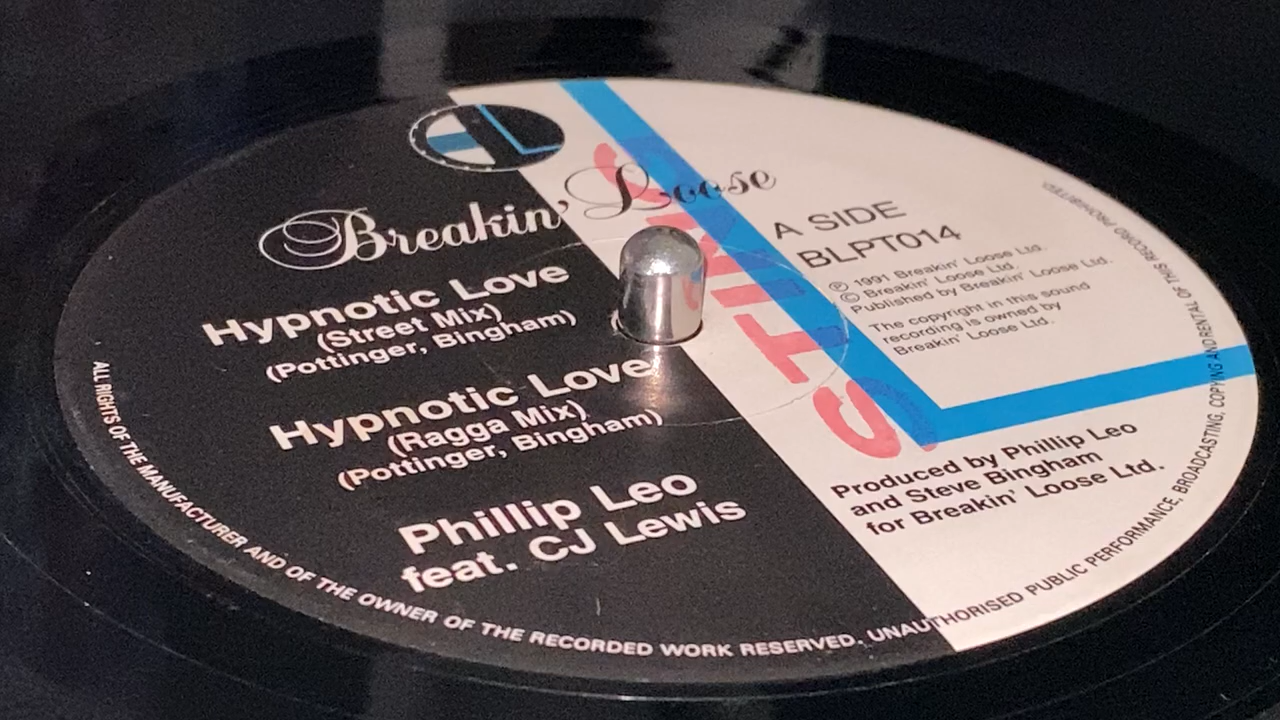 Breakin' Loose
Hypnotic Love
(Street Mix)
(Pottinger, Bingham)
Hypnotic Love
(Ragga Mix)
(Pottinger, Bingham)
Phillip Leo
feat. CJ Lewis
A SIDE
BLPT014
℗ 1991 Breakin' Loose Ltd.
© Breakin' Loose Ltd.
Published by Breakin' Loose Ltd.
The copyright in this sound
recording is owned by
Breakin' Loose Ltd.
Produced by Phillip Leo
and Steve Bingham
for Breakin' Loose Ltd.
ALL RIGHTS OF THE MANUFACTURER AND OF THE OWNER OF THE RECORDED WORK RESERVED. UNAUTHORISED PUBLIC PERFORMANCE, BROADCASTING, COPYING AND RENTAL OF THIS RECORD PROHIBITED.